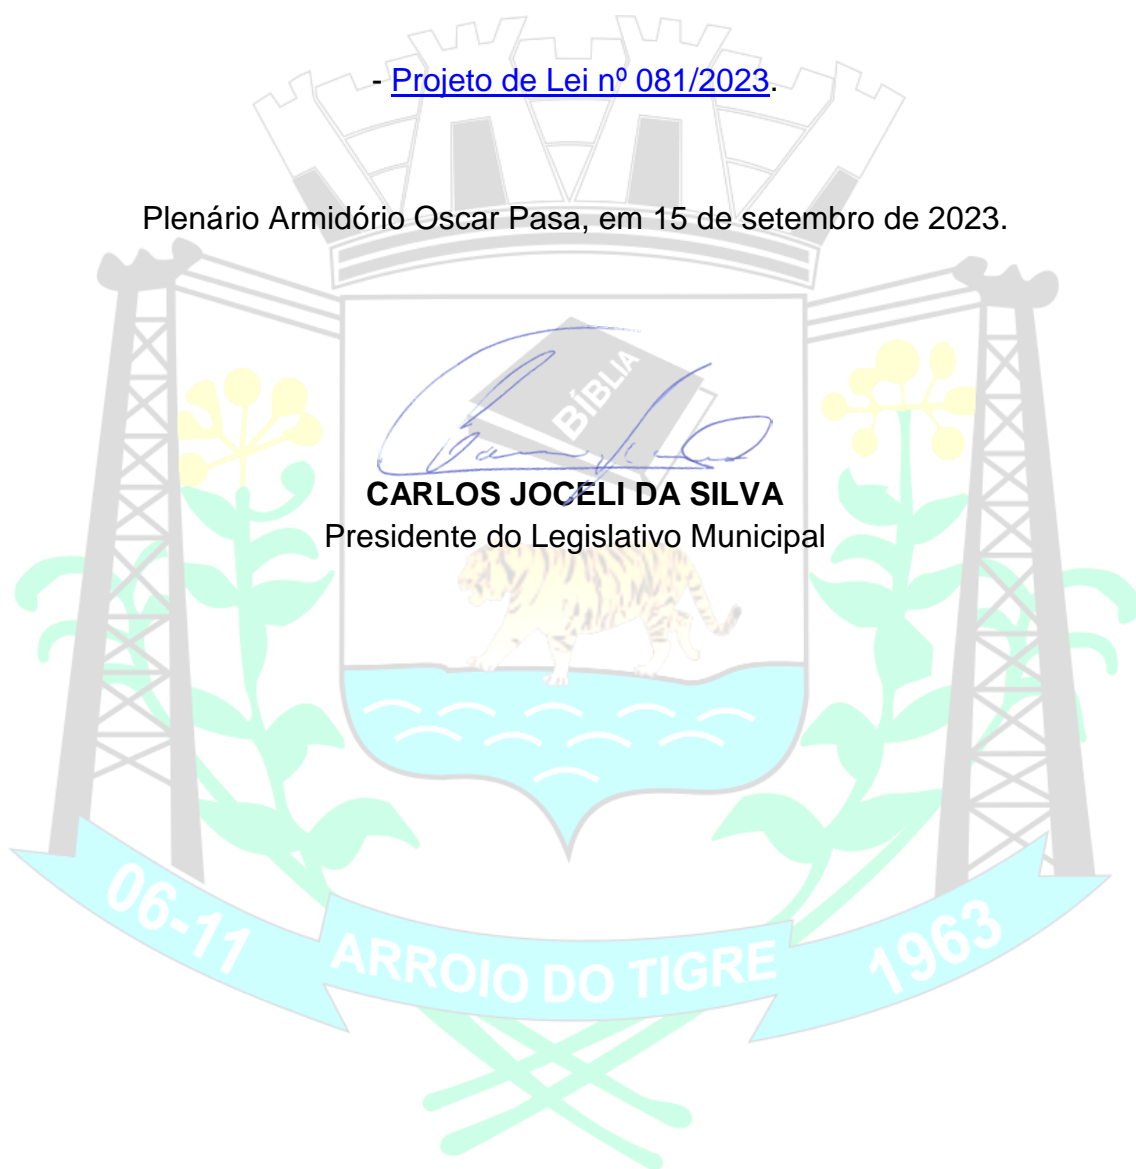 - Projeto de Lei nº 081/2023.
Plenário Armidório Oscar Pasa, em 15 de setembro de 2023.
BÍBLIA
CARLOS JOCELI DA SILVA
Presidente do Legislativo Municipal
06-11 ARROIO DO TIGRE 1963